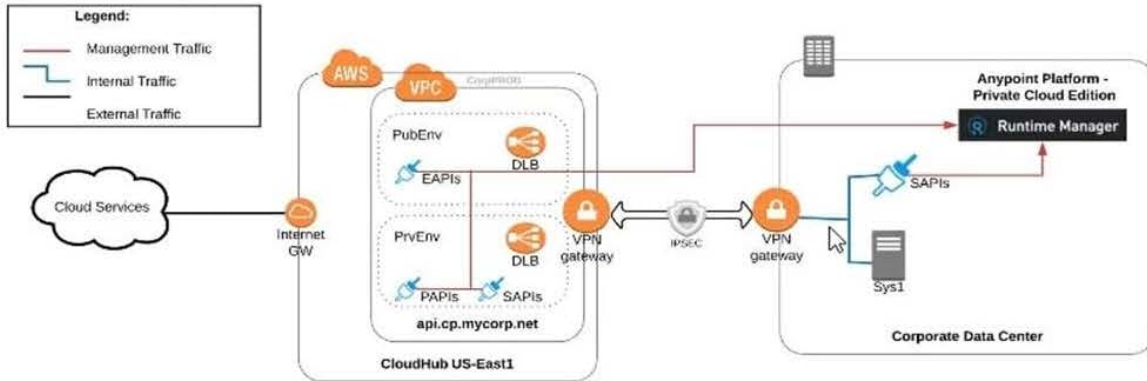 Legend:
Management Traffic
Internal Traffic
External Traffic
Cloud Services
Internet
GW
AWS
VPC
CorpPROD
PubEnv
DLB
EAPIs
PrvEnv
DLB
PAPIs
SAPIs
api.cp.mycorp.net
CloudHub US-East1
VPN
gateway
IPSEC
VPN
gateway
Anypoint Platform -
Private Cloud Edition
R
Runtime Manager
SAPIs
Sys1
Corporate Data Center